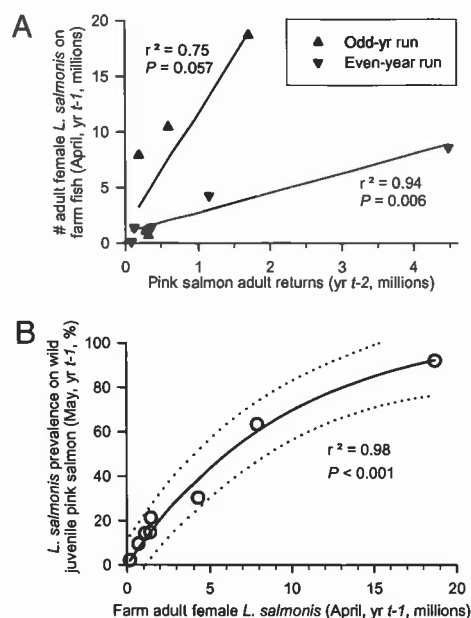 A
r² = 0.75
P = 0.057
Odd-yr run
Even-year run
# adult female L. salmonis on
farm fish (April, yr t-1, millions)
20
15
10
5
0
r² = 0.94
P = 0.006
0 1 2 3 4
Pink salmon adult returns (yr t-2, millions)
B
L. salmonis prevalence on wild
juvenile pink salmon (May, yr t-1, %)
100
80
60
40
20
0
r² = 0.98
P < 0.001
0 5 10 15 20
Farm adult female L. salmonis (April, yr t-1, millions)